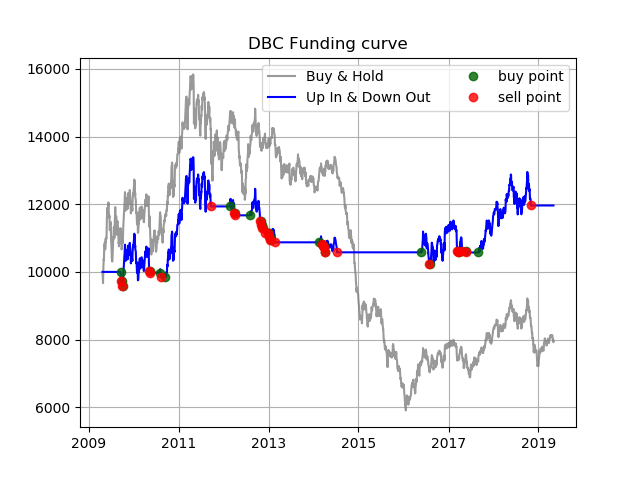 DBC Funding curve
Buy & Hold
Up In & Down Out
buy point
sell point
16000
14000
12000
10000
8000
6000
2009
2011
2013
2015
2017
2019